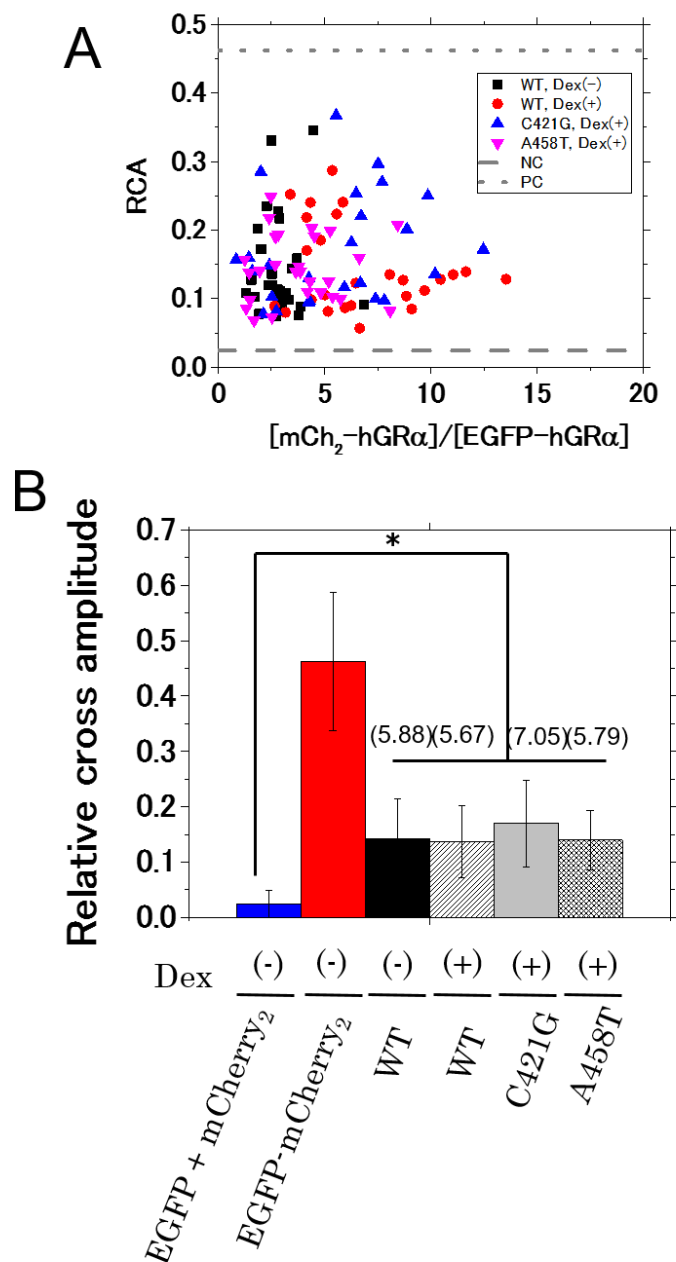 A
0.5
0.4
0.3
0.2
0.1
0.0
RCA
WT, Dex(-)
WT, Dex(+)
C421G, Dex(+)
A458T, Dex(+)
NC
PC
0 5 10 15 20
[mCh₂-hGRα]/[EGFP-hGRα]
B
0.7
0.6
0.5
0.4
0.3
0.2
0.1
0.0
Relative cross amplitude
*
(5.88)(5.67) (7.05)(5.79)
Dex (-) (-) (-) (+) (+) (+)
EGFP + mCherry₂
EGFP-mCherry₂
WT
WT
C421G
A458T